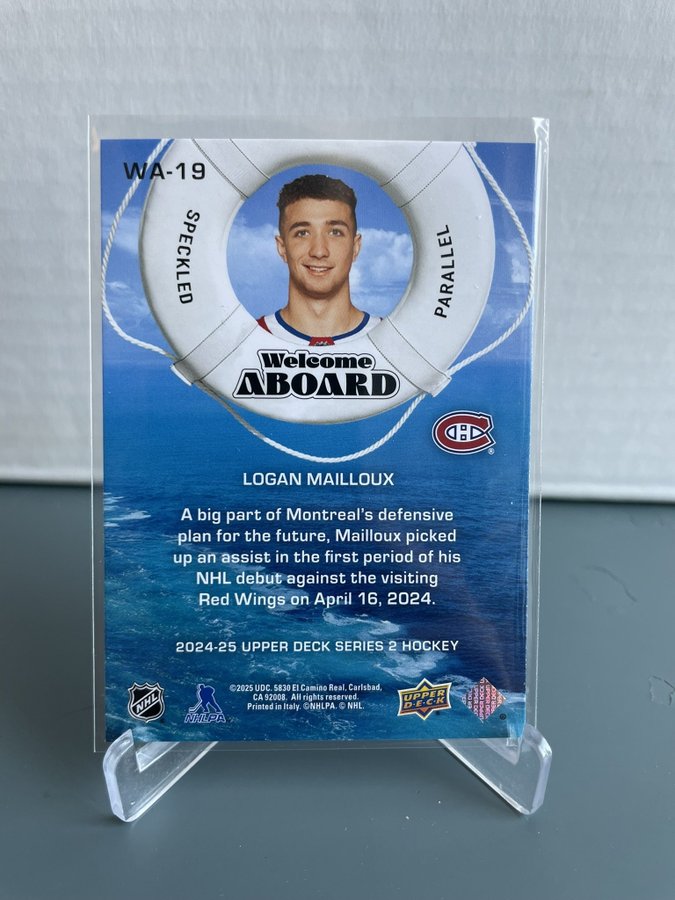 WA-19
SPECKLED
PARALLEL
Welcome
ABOARD
LOGAN MAILLOUX
A big part of Montreal's defensive
plan for the future, Mailloux picked
up an assist in the first period of his
NHL debut against the visiting
Red Wings on April 16, 2024.
2024-25 UPPER DECK SERIES 2 HOCKEY
©2025 UDC. 5830 El Camino Real, Carlsbad,
CA 92008. All rights reserved.
Printed in Italy. ©NHLPA. © NHL.
NHL
NHLPA
UPPER
D•E•C•K
®